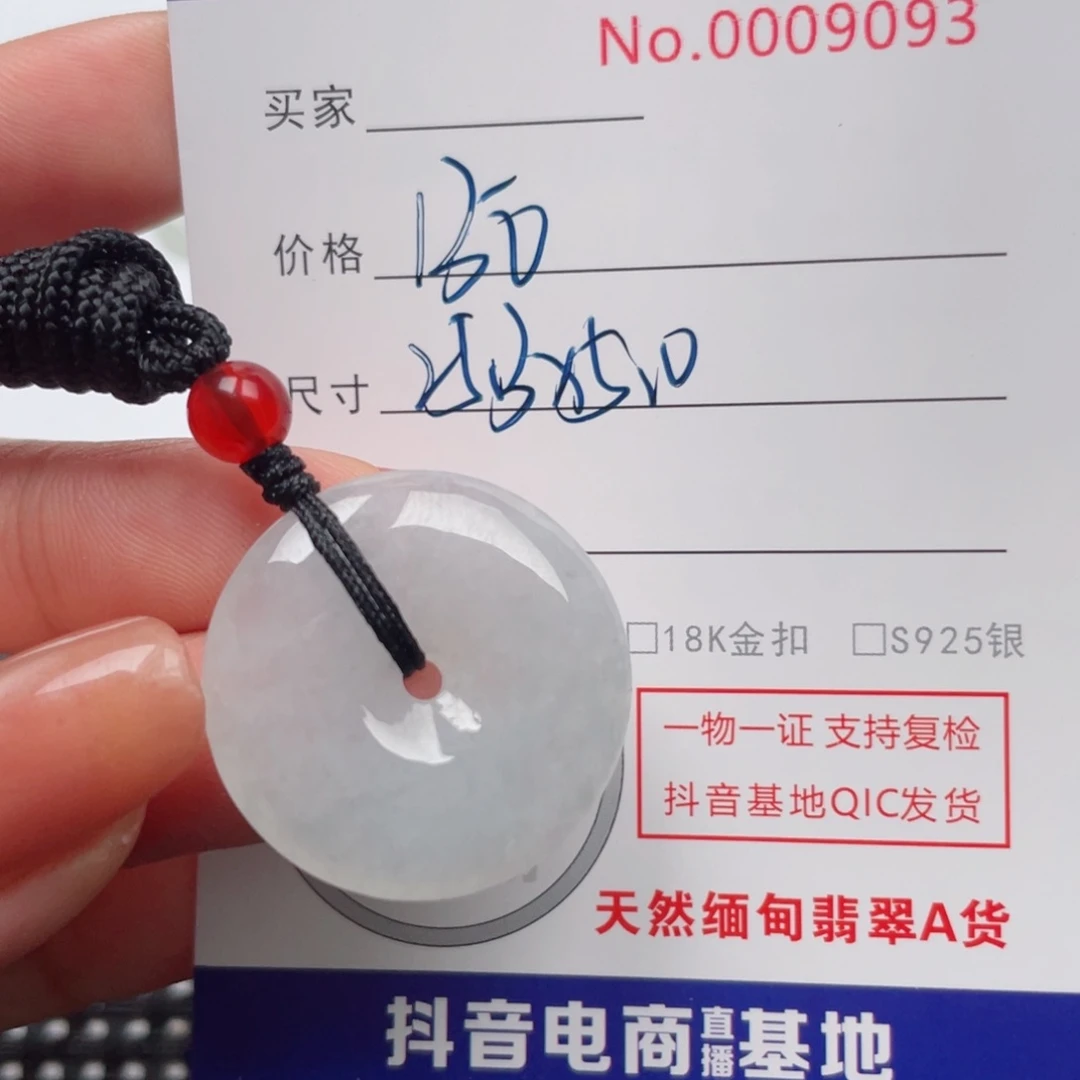 No.0009093
买家
价格 150
尺寸
18K金扣 S925银
一物一证 支持复检
抖音基地QIC发货
天然缅甸翡翠A货
抖音电商直播基地